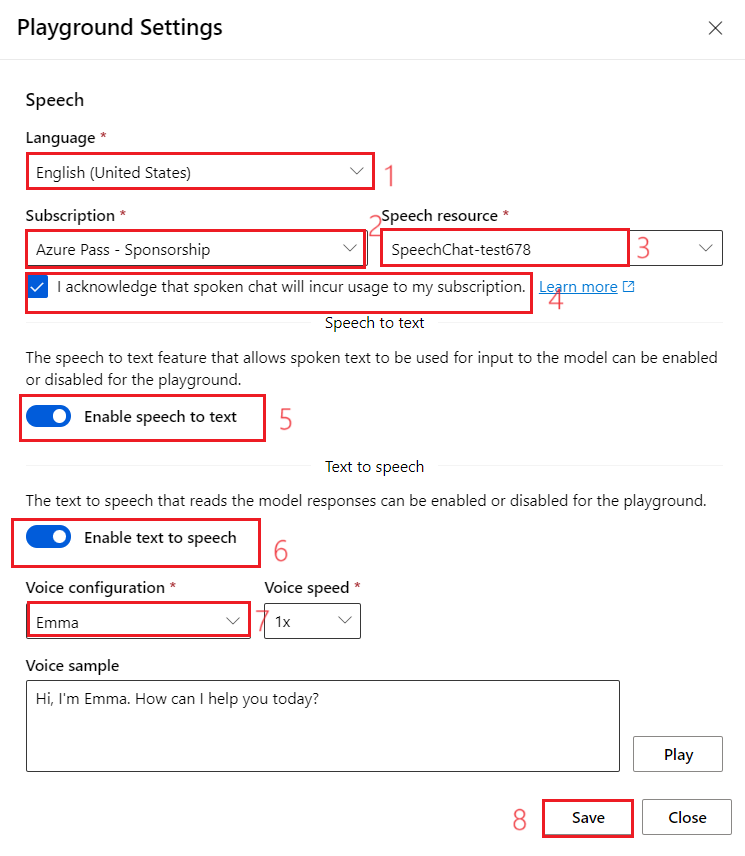 Playground Settings
Speech
Language *
English (United States)
1
Subscription *
2
Speech resource *
Azure Pass - Sponsorship
SpeechChat-test678
3
I acknowledge that spoken chat will incur usage to my subscription.
Learn more
4
Speech to text
The speech to text feature that allows spoken text to be used for input to the model can be enabled
or disabled for the playground.
Enable speech to text
5
Text to speech
The text to speech that reads the model responses can be enabled or disabled for the playground.
Enable text to speech
6
Voice configuration *
Voice speed *
Emma
7
1x
Voice sample
Hi, I'm Emma. How can I help you today?
Play
8
Save
Close